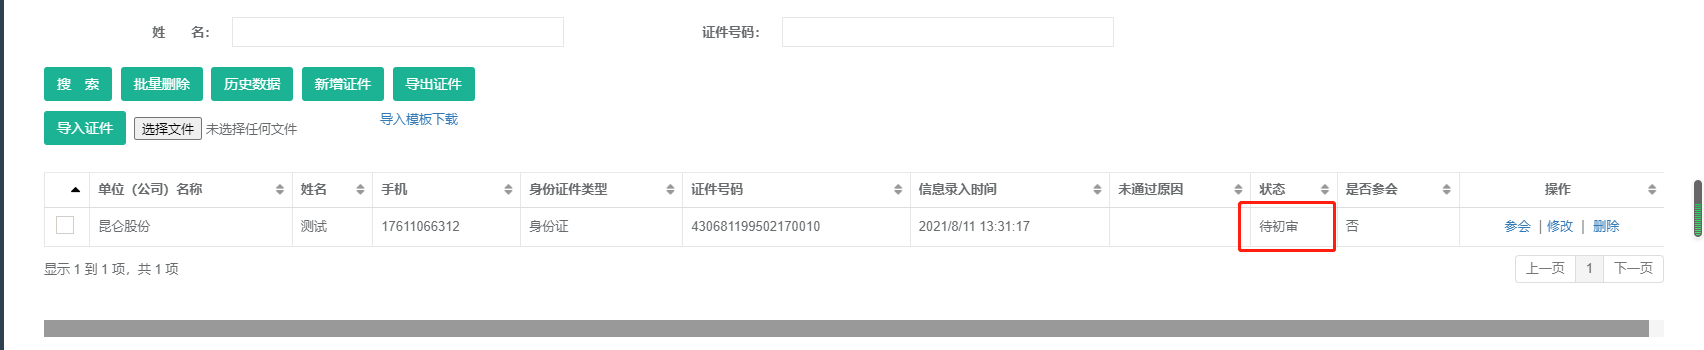 姓　　名：
证件号码：
搜　索 批量删除 历史数据 新增证件 导出证件
导入证件 选择文件 未选择任何文件 导入模板下载
单位（公司）名称 姓名 手机 身份证件类型 证件号码 信息录入时间 未通过原因 状态 是否参会 操作
昆仑股份 测试 17611066312 身份证 430681199502170010 2021/8/11 13:31:17 待初审 否 参会 | 修改 | 删除
显示 1 到 1 项，共 1 项 上一页 1 下一页